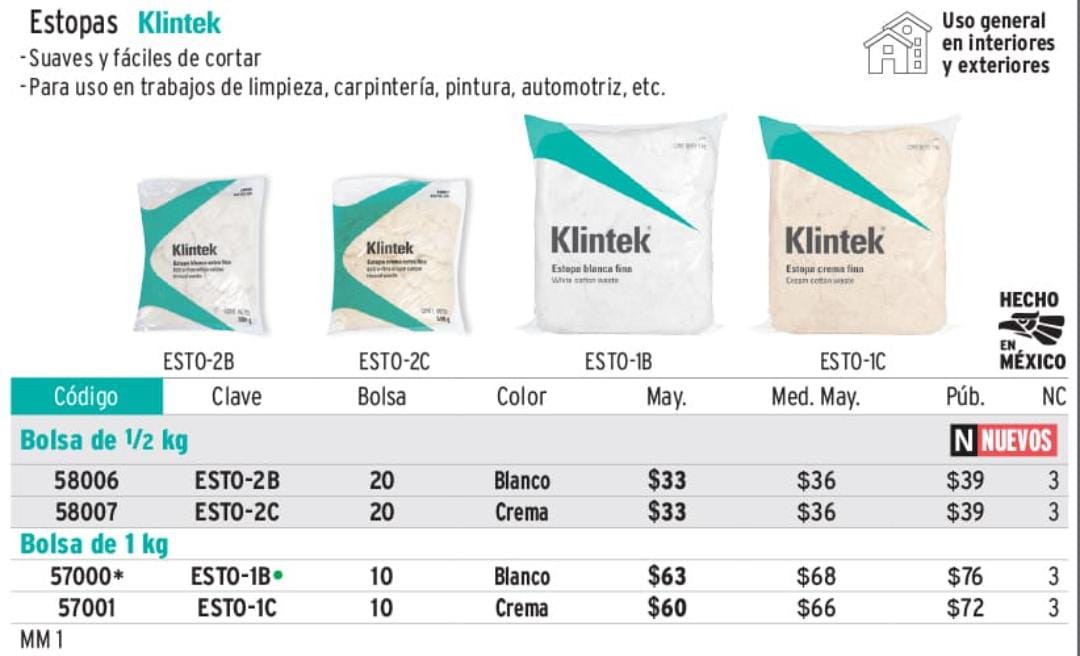 Estopas Klintek
- Suaves y fáciles de cortar
- Para uso en trabajos de limpieza, carpintería, pintura, automotriz, etc.
Uso general
en interiores
y exteriores
Klintek
Klintek
Klintek
Estopa blanca fina
White cotton waste
Klintek
Estopa crema fina
Cream cotton waste
HECHO
EN
MÉXICO
ESTO-2B ESTO-2C ESTO-1B ESTO-1C
Código Clave Bolsa Color May. Med. May. Púb. NC
Bolsa de 1/2 kg N NUEVOS
58006 ESTO-2B 20 Blanco $33 $36 $39 3
58007 ESTO-2C 20 Crema $33 $36 $39 3
Bolsa de 1 kg
57000* ESTO-1B• 10 Blanco $63 $68 $76 3
57001 ESTO-1C 10 Crema $60 $66 $72 3
MM 1